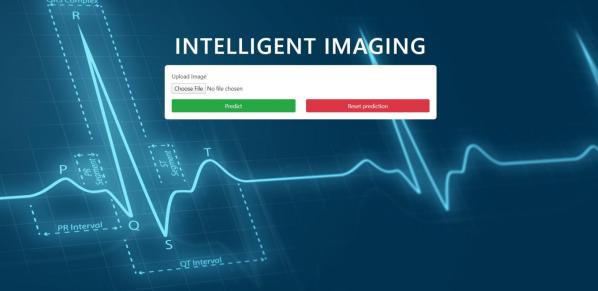 QRS Complex
R
INTELLIGENT IMAGING
Upload Image
Choose File No file chosen
Predict
Reset prediction
P
PR
Segment
ST
Segment
T
PR Interval
Q
S
QT Interval